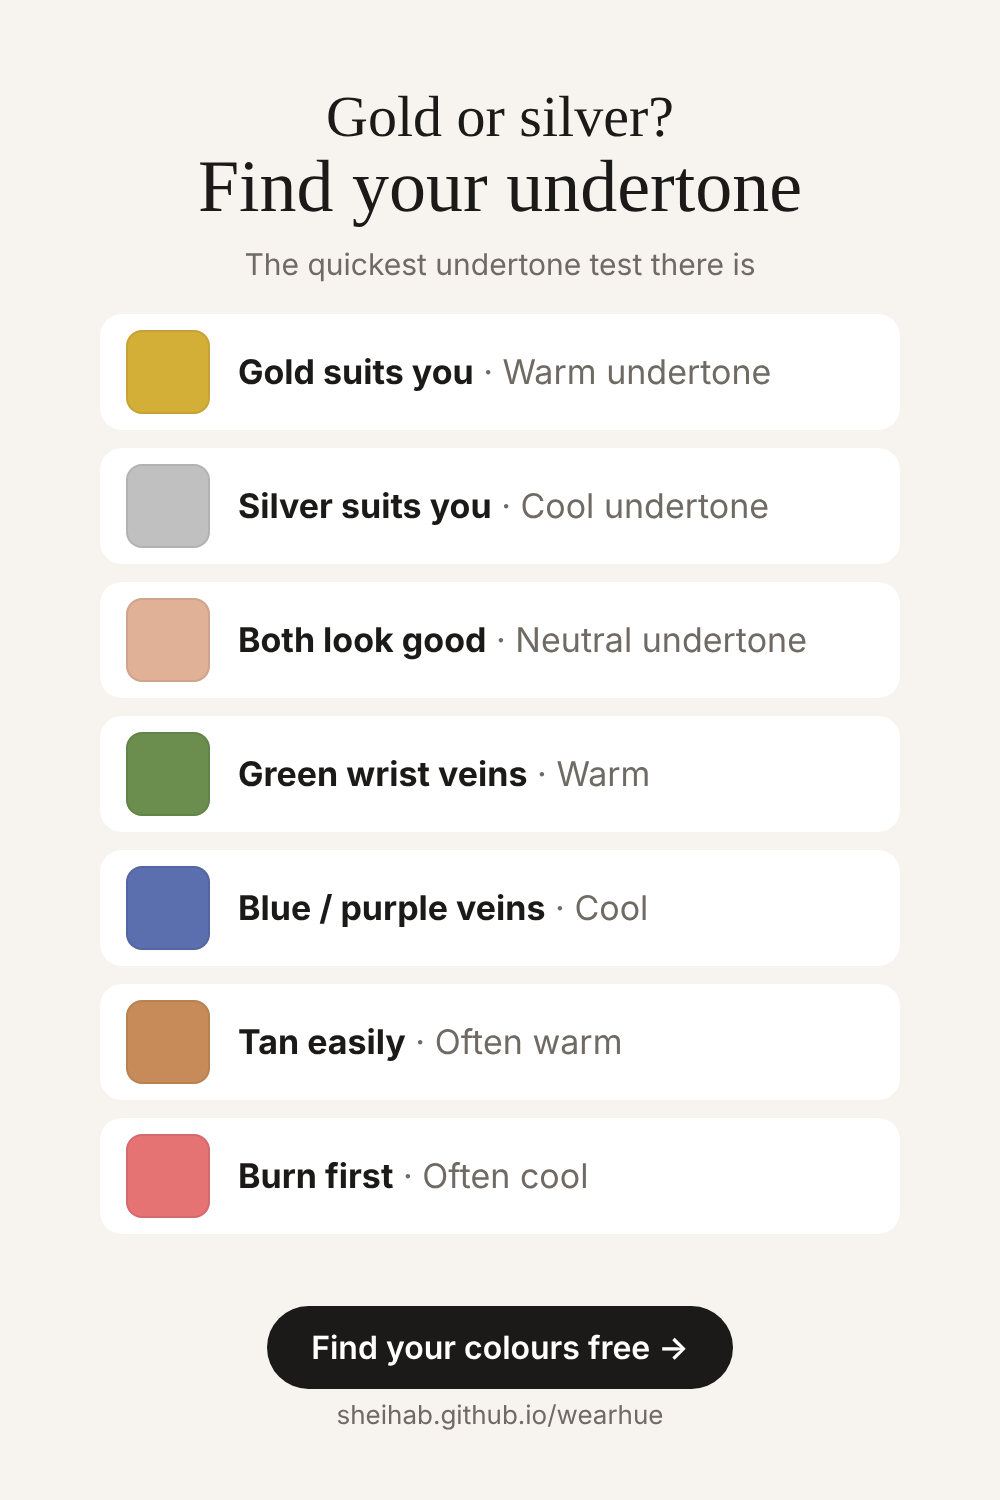 Gold or silver?
Find your undertone
The quickest undertone test there is
Gold suits you · Warm undertone
Silver suits you · Cool undertone
Both look good · Neutral undertone
Green wrist veins · Warm
Blue / purple veins · Cool
Tan easily · Often warm
Burn first · Often cool
Find your colours free →
sheihab.github.io/wearhue